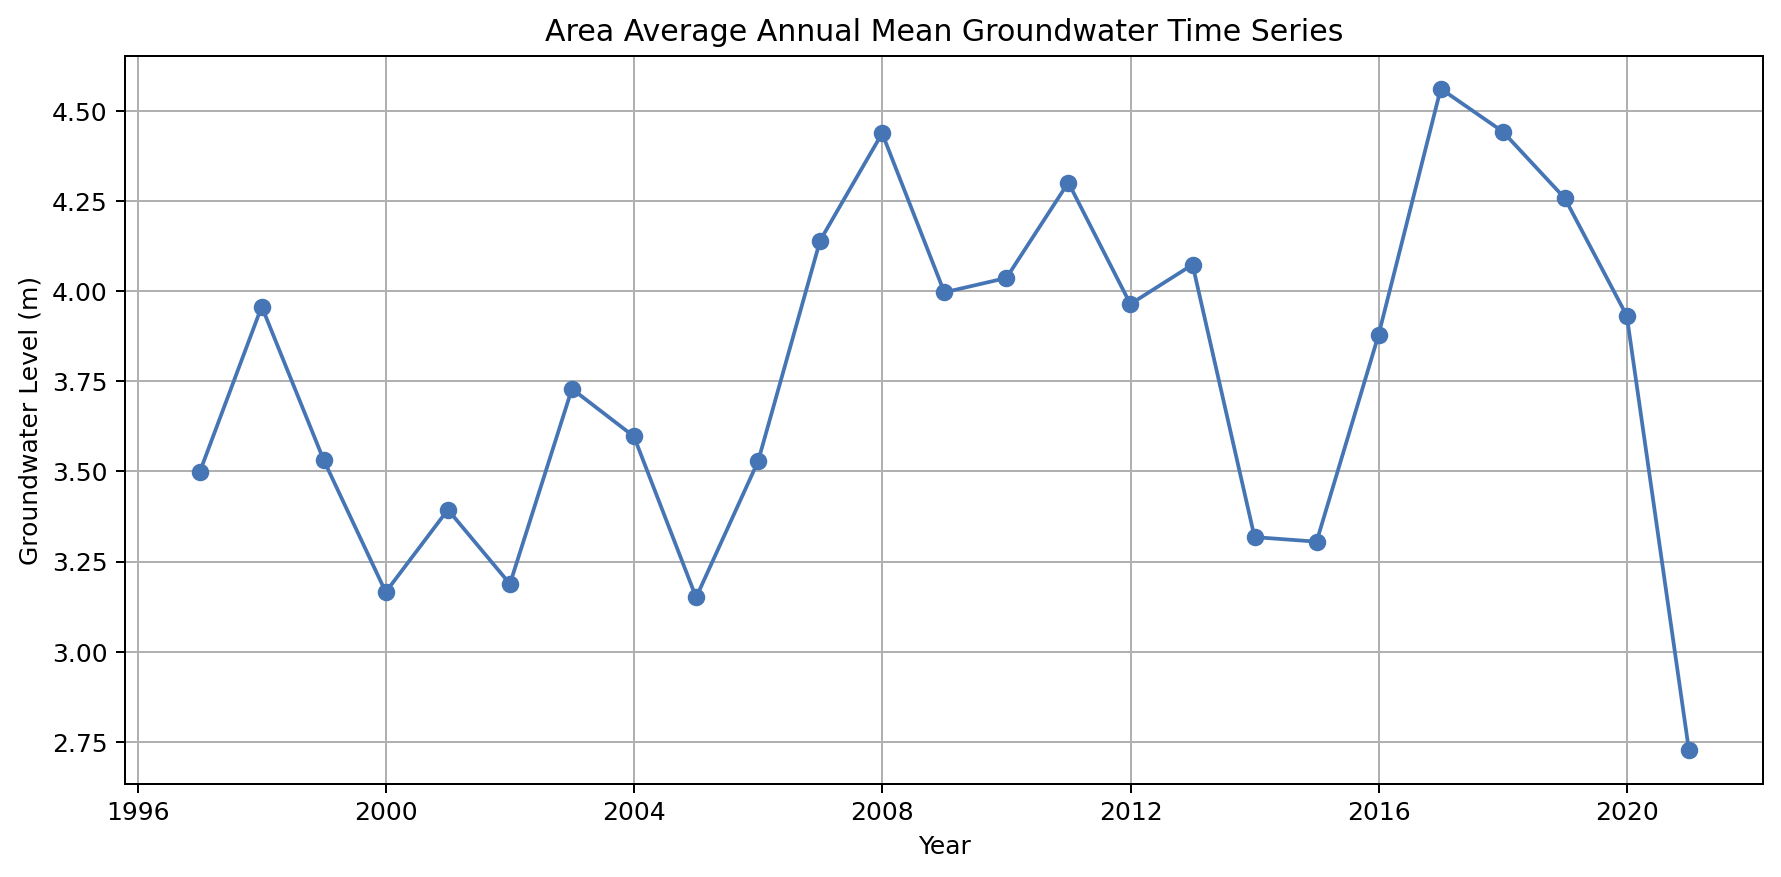 Area Average Annual Mean Groundwater Time Series
Groundwater Level (m)
4.50
4.25
4.00
3.75
3.50
3.25
3.00
2.75
1996 2000 2004 2008 2012 2016 2020
Year